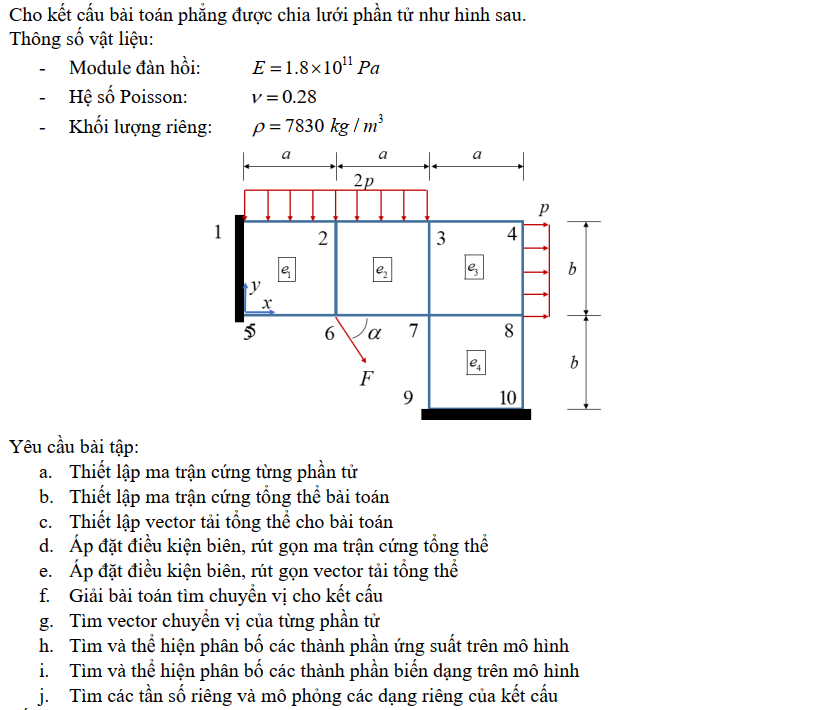 Cho kết cấu bài toán phẳng được chia lưới phần tử như hình sau.
Thông số vật liệu:
- Module đàn hồi: E = 1.8×10¹¹ Pa
- Hệ số Poisson: ν = 0.28
- Khối lượng riêng: ρ = 7830 kg / m³
a a a
2p
p
1 2 3 4
e₁ e₂ e₃ b
y
x
5 6 α 7 8
F e₄ b
9 10
Yêu cầu bài tập:
a. Thiết lập ma trận cứng từng phần tử
b. Thiết lập ma trận cứng tổng thể bài toán
c. Thiết lập vector tải tổng thể cho bài toán
d. Áp đặt điều kiện biên, rút gọn ma trận cứng tổng thể
e. Áp đặt điều kiện biên, rút gọn vector tải tổng thể
f. Giải bài toán tìm chuyển vị cho kết cấu
g. Tìm vector chuyển vị của từng phần tử
h. Tìm và thể hiện phân bố các thành phần ứng suất trên mô hình
i. Tìm và thể hiện phân bố các thành phần biến dạng trên mô hình
j. Tìm các tần số riêng và mô phỏng các dạng riêng của kết cấu